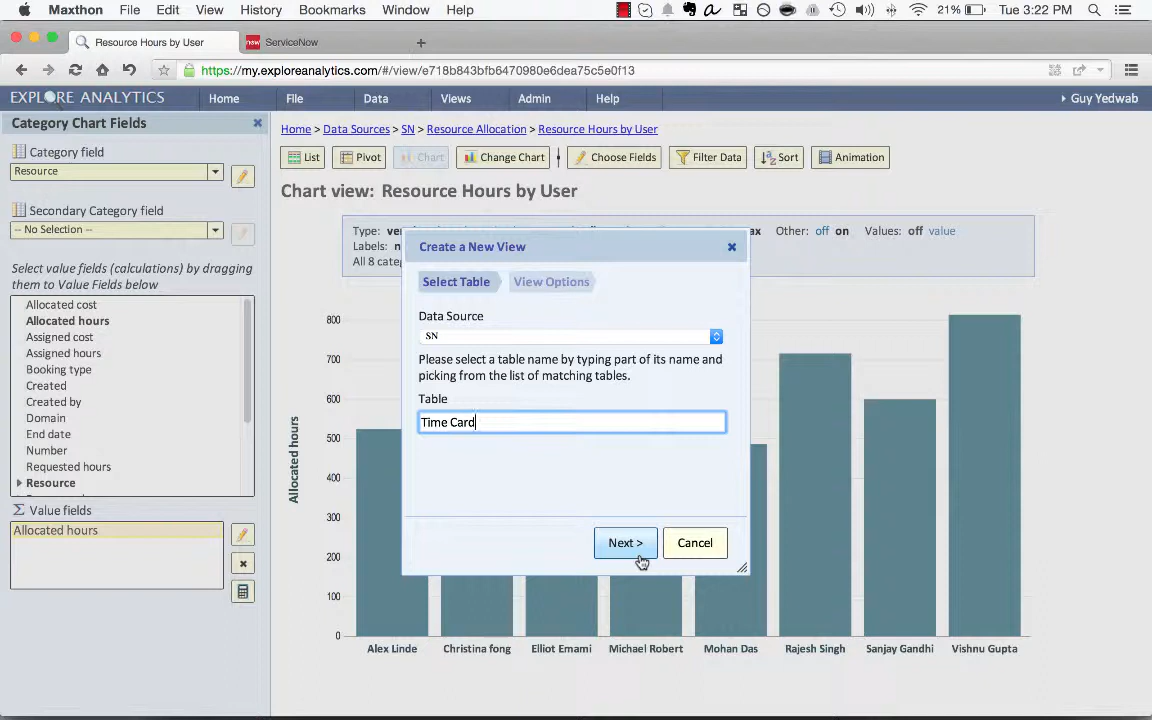 Maxthon File Edit View History Bookmarks Window Help 21% Tue 3:22 PM
Resource Hours by User
now ServiceNow
https://my.exploreanalytics.com/#/view/e718b843bfb6470980e6dea75c5e0f13
EXPLORE ANALYTICS Home File Data Views Admin Help Guy Yedwab
Category Chart Fields
Category field
Resource
Secondary Category field
-- No Selection --
Select value fields (calculations) by dragging
them to Value Fields below
Allocated cost
Allocated hours
Assigned cost
Assigned hours
Booking type
Created
Created by
Domain
End date
Number
Requested hours
Resource
Σ Value fields
Allocated hours
Home > Data Sources > SN > Resource Allocation > Resource Hours by User
List Pivot Chart Change Chart Choose Fields Filter Data Sort Animation
Chart view: Resource Hours by User
Type: Other: off on Values: off value
Labels:
All 8
Create a New View
Select Table View Options
Data Source
SN
Please select a table name by typing part of its name and
picking from the list of matching tables.
Table
Time Card
Next > Cancel
Allocated hours
800
700
600
500
400
300
200
100
0
Alex Linde Christina fong Elliot Emami Michael Robert Mohan Das Rajesh Singh Sanjay Gandhi Vishnu Gupta